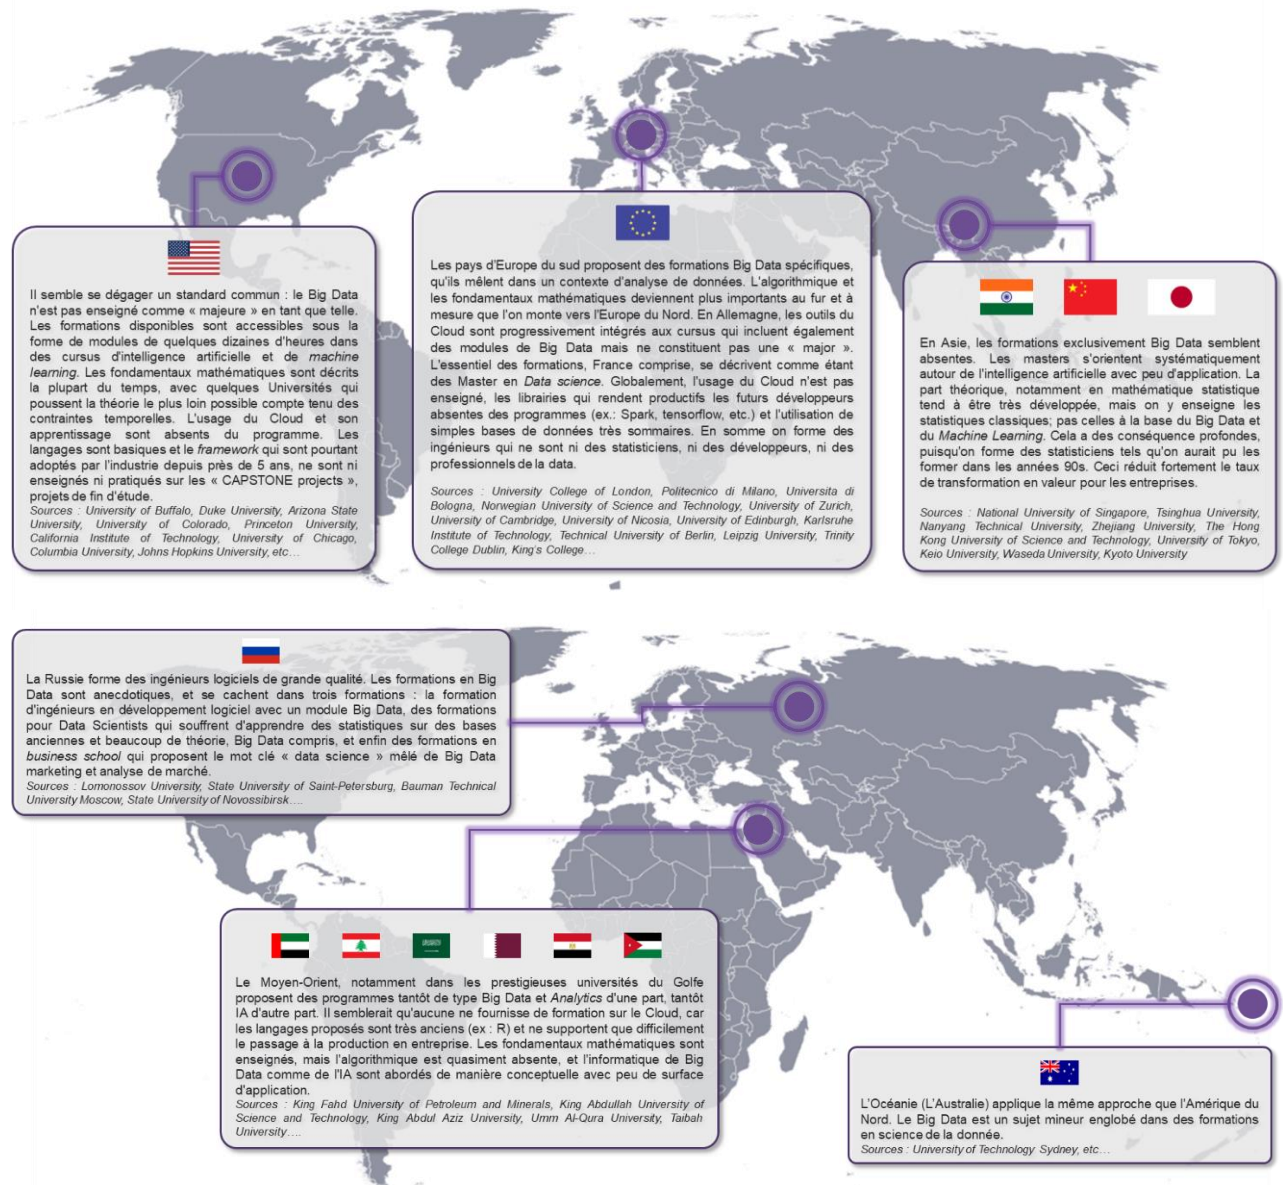 Il semble se dégager un standard commun : le Big Data
n'est pas enseigné comme « majeure » en tant que telle.
Les formations disponibles sont accessibles sous la
forme de modules de quelques dizaines d'heures dans
des cursus d'intelligence artificielle et de machine
learning. Les fondamentaux mathématiques sont décrits
la plupart du temps, avec quelques Universités qui
poussent la théorie le plus loin possible compte tenu des
contraintes temporelles. L'usage du Cloud et son
apprentissage sont absents du programme. Les
langages sont basiques et le framework qui sont pourtant
adoptés par l'industrie depuis près de 5 ans, ne sont ni
enseignés ni pratiqués sur les « CAPSTONE projects »,
projets de fin d'étude.
Sources : University of Buffalo, Duke University, Arizona State
University, University of Colorado, Princeton University,
California Institute of Technology, University of Chicago,
Columbia University, Johns Hopkins University, etc…
Les pays d'Europe du sud proposent des formations Big Data spécifiques,
qu'ils mêlent dans un contexte d'analyse de données. L'algorithmique et
les fondamentaux mathématiques deviennent plus importants au fur et à
mesure que l'on monte vers l'Europe du Nord. En Allemagne, les outils du
Cloud sont progressivement intégrés aux cursus qui incluent également
des modules de Big Data mais ne constituent pas une « major ».
L'essentiel des formations, France comprise, se décrivent comme étant
des Master en Data science. Globalement, l'usage du Cloud n'est pas
enseigné, les librairies qui rendent productifs les futurs développeurs
absentes des programmes (ex.: Spark, tensorflow, etc.) et l'utilisation de
simples bases de données très sommaires. En somme on forme des
ingénieurs qui ne sont ni des statisticiens, ni des développeurs, ni des
professionnels de la data.
Sources : University College of London, Politecnico di Milano, Universita di
Bologna, Norwegian University of Science and Technology, University of Zurich,
University of Cambridge, University of Nicosia, University of Edinburgh, Karlsruhe
Institute of Technology, Technical University of Berlin, Leipzig University, Trinity
College Dublin, King's College…
En Asie, les formations exclusivement Big Data semblent
absentes. Les masters s'orientent systématiquement
autour de l'intelligence artificielle avec peu d'application. La
part théorique, notamment en mathématique statistique
tend à être très développée, mais on y enseigne les
statistiques classiques; pas celles à la base du Big Data et
du Machine Learning. Cela a des conséquence profondes,
puisqu'on forme des statisticiens tels qu'on aurait pu les
former dans les années 90s. Ceci réduit fortement le taux
de transformation en valeur pour les entreprises.
Sources : National University of Singapore, Tsinghua University,
Nanyang Technical University, Zhejiang University, The Hong
Kong University of Science and Technology, University of Tokyo,
Keio University, Waseda University, Kyoto University
La Russie forme des ingénieurs logiciels de grande qualité. Les formations en Big
Data sont anecdotiques, et se cachent dans trois formations : la formation
d'ingénieurs en développement logiciel avec un module Big Data, des formations
pour Data Scientists qui souffrent d'apprendre des statistiques sur des bases
anciennes et beaucoup de théorie, Big Data compris, et enfin des formations en
business school qui proposent le mot clé « data science » mêlé de Big Data
marketing et analyse de marché.
Sources : Lomonossov University, State University of Saint-Petersburg, Bauman Technical
University Moscow, State University of Novossibirsk….
Le Moyen-Orient, notamment dans les prestigieuses universités du Golfe
proposent des programmes tantôt de type Big Data et Analytics d'une part, tantôt
IA d'autre part. Il semblerait qu'aucune ne fournisse de formation sur le Cloud, car
les langages proposés sont très anciens (ex : R) et ne supportent que difficilement
le passage à la production en entreprise. Les fondamentaux mathématiques sont
enseignés, mais l'algorithmique est quasiment absente, et l'informatique de Big
Data comme de l'IA sont abordés de manière conceptuelle avec peu de surface
d'application.
Sources : King Fahd University of Petroleum and Minerals, King Abdullah University of
Science and Technology, King Abdul Aziz University, Umm Al-Qura University, Taibah
University….
L'Océanie (L'Australie) applique la même approche que l'Amérique du
Nord. Le Big Data est un sujet mineur englobé dans des formations
en science de la donnée.
Sources : University of Technology Sydney, etc…